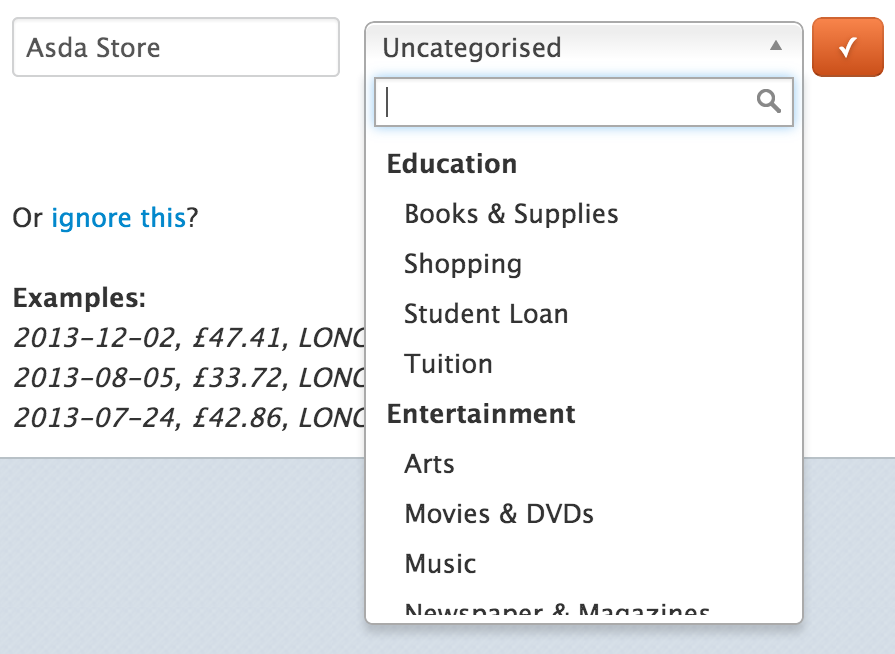 Asda Store
Uncategorised
Education
Books & Supplies
Shopping
Student Loan
Tuition
Entertainment
Arts
Movies & DVDs
Music
Newspaper & Magazines
Or ignore this?
Examples:
2013-12-02, £47.41, LONC
2013-08-05, £33.72, LONC
2013-07-24, £42.86, LONC